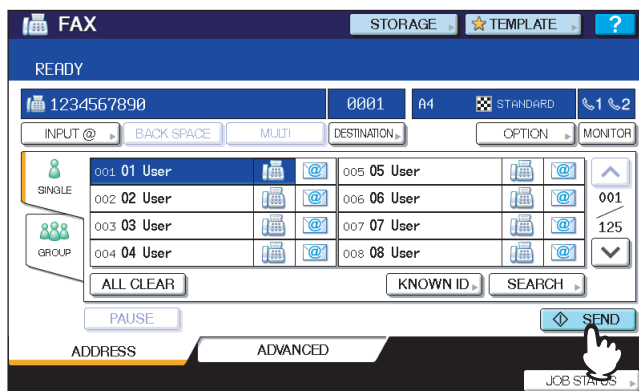 FAX STORAGE TEMPLATE ?
READY
1234567890 0001 A4 STANDARD 1 2
INPUT @ BACK SPACE MULTI DESTINATION OPTION MONITOR
SINGLE
001 01 User @ 005 05 User @
002 02 User @ 006 06 User @
001
003 03 User @ 007 07 User @
125
GROUP
004 04 User @ 008 08 User @
ALL CLEAR KNOWN ID SEARCH
PAUSE SEND
ADDRESS ADVANCED
JOB STATUS